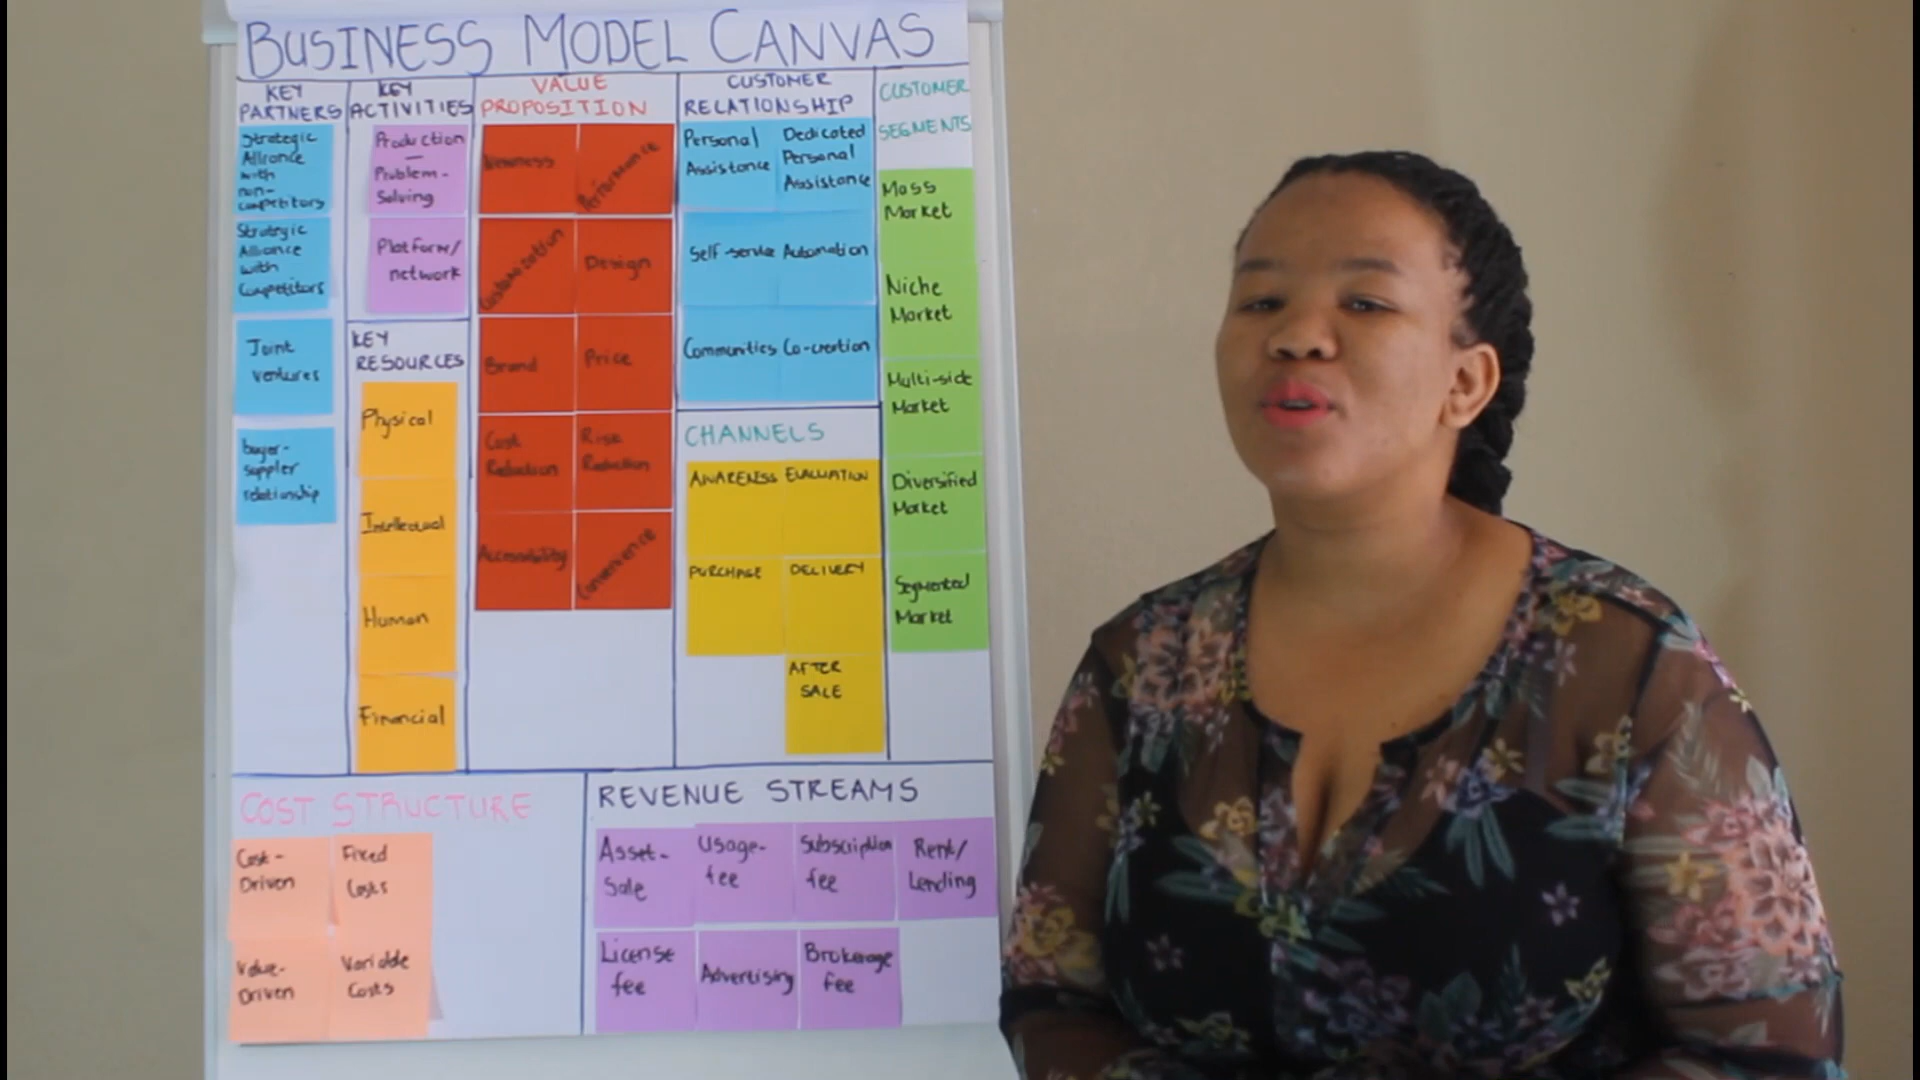 BUSINESS MODEL CANVAS
KEY
PARTNERS
Strategic
Alliance
with
non-
competitors
Strategic
Alliance
with
Competitors
Joint
ventures
buyer-
suppler
relationship
KEY
ACTIVITIES
Production
–
Problem-
Solving
Platform/
network
KEY
RESOURCES
Physical
Intellectual
Human
Financial
VALUE
PROPOSITION
Newness
Performance
Customization
Design
Brand
Price
Cost
Reduction
Risk
Reduction
Accessibility
Convenience
CUSTOMER
RELATIONSHIP
Personal
Assistance
Dedicated
Personal
Assistance
Self-service
Automation
Communities
Co-creation
CHANNELS
AWARENSS
EVALUATION
PURCHASE
DELIVERY
AFTER
SALE
CUSTOMER
SEGMENTS
Mass
Market
Niche
Market
Multi-side
Market
Diversified
Market
Segmented
Market
COST STRUCTURE
Cost-
Driven
Fixed
Costs
Value-
Driven
Variable
Costs
REVENUE STREAMS
Asset-
Sale
Usage-
fee
Subscription
fee
Rent/
Lending
License
fee
Advertising
Brokerage
fee